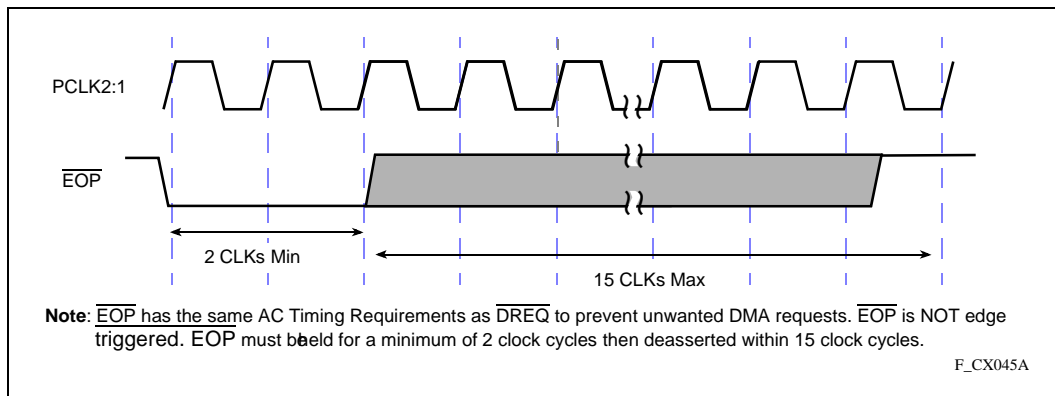 PCLK2:1
EOP
2 CLKs Min
15 CLKs Max
Note: EOP has the same AC Timing Requirements as DREQ to prevent unwanted DMA requests. EOP is NOT edge
triggered. EOP must be held for a minimum of 2 clock cycles then deasserted within 15 clock cycles.
F_CX045A